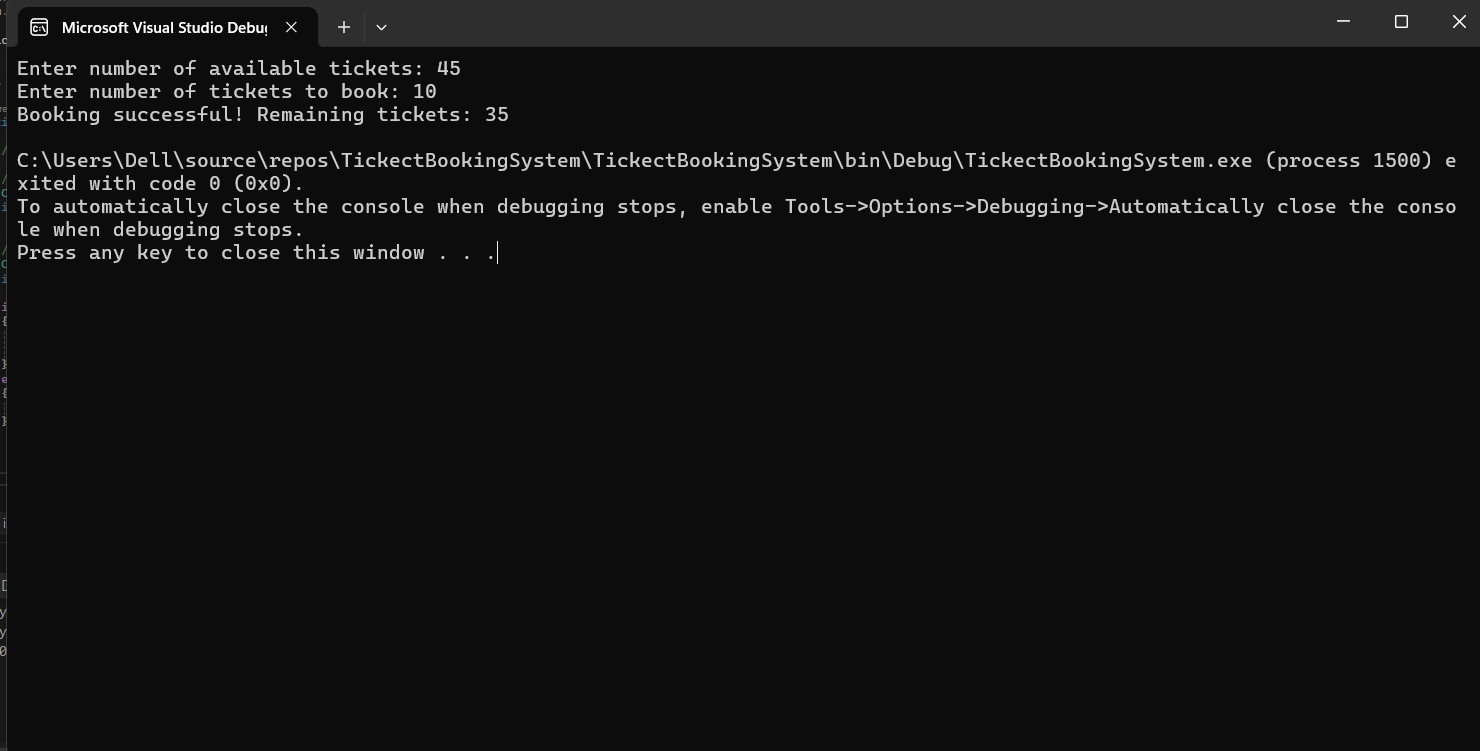 Microsoft Visual Studio Debug
Enter number of available tickets: 45
Enter number of tickets to book: 10
Booking successful! Remaining tickets: 35
C:\Users\Dell\source\repos\TickectBookingSystem\TickectBookingSystem\bin\Debug\TickectBookingSystem.exe (process 1500) e
xited with code 0 (0x0).
To automatically close the console when debugging stops, enable Tools->Options->Debugging->Automatically close the conso
le when debugging stops.
Press any key to close this window . . .